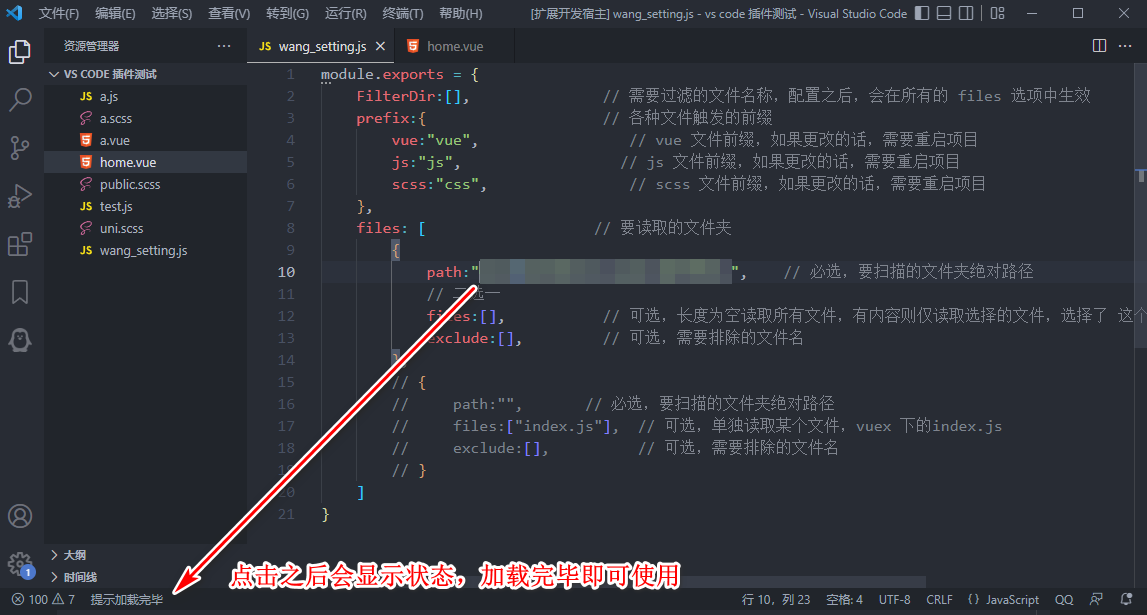 文件(F) 编辑(E) 选择(S) 查看(V) 转到(G) 运行(R) 终端(T) 帮助(H) [扩展开发宿主] wang_setting.js - vs code 插件测试 - Visual Studio Code
资源管理器 ···
JS wang_setting.js
home.vue
VS CODE 插件测试
JS a.js
a.scss
a.vue
home.vue
public.scss
JS test.js
uni.scss
JS wang_setting.js
1 module.exports = {
2 FilterDir:[], // 需要过滤的文件名称，配置之后，会在所有的 files 选项中生效
3 prefix:{ // 各种文件触发的前缀
4 vue:"vue", // vue 文件前缀，如果更改的话，需要重启项目
5 js:"js", // js 文件前缀，如果更改的话，需要重启项目
6 scss:"css", // scss 文件前缀，如果更改的话，需要重启项目
7 },
8 files: [ // 要读取的文件夹
9 {
10 path:"", // 必选，要扫描的文件夹绝对路径
11 // 二选一
12 files:[], // 可选，长度为空读取所有文件，有内容则仅读取选择的文件，选择了 这个
13 exclude:[], // 可选，需要排除的文件名
14 }
15 // {
16 // path:"", // 必选，要扫描的文件夹绝对路径
17 // files:["index.js"], // 可选，单独读取某个文件，vuex 下的index.js
18 // exclude:[], // 可选，需要排除的文件名
19 // }
20 ]
21 }
大纲
时间线
1
点击之后会显示状态，加载完毕即可使用
100 7 提示加载完毕 行 10，列 23 空格: 4 UTF-8 CRLF {} JavaScript QQ